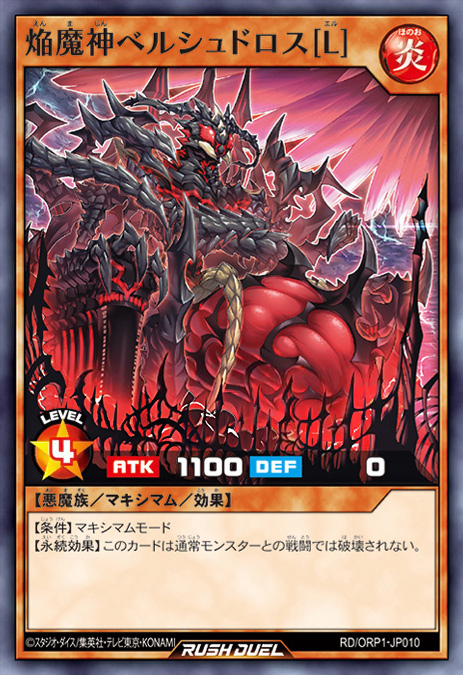 焔魔神ベルシュドロス[L]
炎
LEVEL
4
ATK 1100 DEF 0
【悪魔族/マキシマム/効果】
【条件】マキシマムモード
【永続効果】このカードは通常モンスターとの戦闘では破壊されない。
©スタジオ・ダイス/集英社・テレビ東京・KONAMI
RUSH DUEL
RD/ORP1-JP010